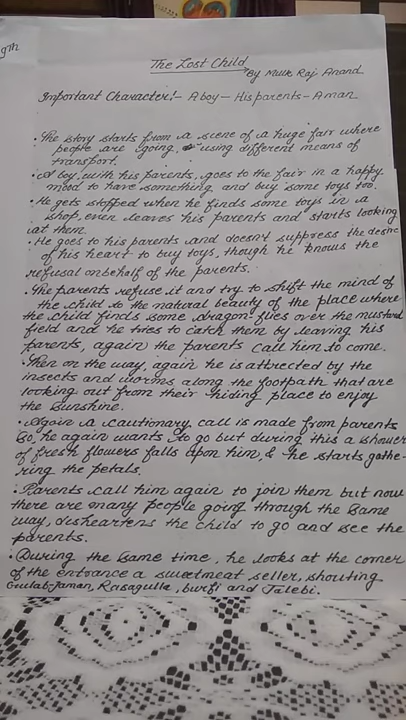 9th
The Lost Child
By Mulk Raj Anand
Important Character:- A boy - His parents - A man
• The story starts from a scene of a huge fair where
people are going, using different means of
transport.
• A boy, with his parents, goes to the fair in a happy
mood to have something, and buy some toys too.
• He gets stopped when he finds some toys in a
shop, even leaves his parents and starts looking
at them.
• He goes to his parents and doesn't suppress the desire
of his heart to buy toys, though he knows the
refusal onbehalf of the parents.
• The parents refuse it and try to shift the mind of
the child to the natural beauty of the place where
the child finds some dragon flies over the mustard
field and he tries to catch them by leaving his
parents, again the parents call him to come.
• Then on the way, again he is attrected by the
insects and worms along the footpath that are
looking out from their hiding place to enjoy
the Sunshine.
• Again a cautionary call is made from parents
So, he again wants to go but during this a shower
of fresh flowers falls upon him, & he starts gathe-
ring the petals,
• Parents call him again to join them but now
there are many people going through the Same
way, disheartens the child to go and see the
parents.
• During the Same time, he looks at the corner
of the entrance a sweetmeat seller, shouting
Gulab-Jaman, Rasagulla, burfi and Jalebi.